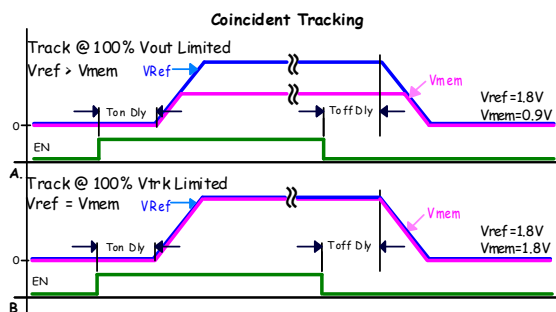 Coincident Tracking
Track @ 100% Vout Limited
Vref > Vmem
VRef
Vmem
Ton Dly
Toff Dly
Vref=1.8V
Vmem=0.9V
0
EN
A.
Track @ 100% Vtrk Limited
Vref = Vmem
VRef
Vmem
Ton Dly
Toff Dly
Vref=1.8V
Vmem=1.8V
0
EN
B